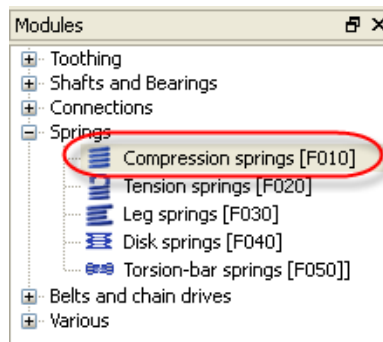 Modules
Toothing
Shafts and Bearings
Connections
Springs
Compression springs [F010]
Tension springs [F020]
Leg springs [F030]
Disk springs [F040]
Torsion-bar springs [F050]]
Belts and chain drives
Various